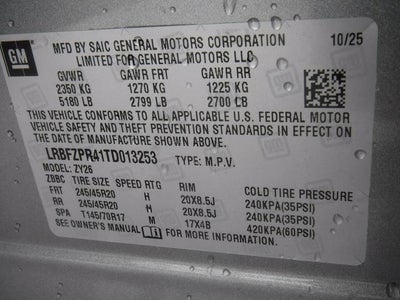 GM
MFD BY SAIC GENERAL MOTORS CORPORATION 10/25
LIMITED FOR GENERAL MOTORS LLC
GVWR GAWR FRT GAWR RR
2350 KG 1270 KG 1225 KG
5180 LB 2799 LB 2700 LB
THIS VEHICLE CONFORMS TO ALL APPLICABLE U.S. FEDERAL MOTOR
VEHICLE SAFETY, BUMPER, AND THEFT PREVENTION STANDARDS IN EFFECT ON
THE DATE OF MANUFACTURE SHOWN ABOVE.
LRBFZPR41TD013253 TYPE: M.P.V.
MODEL: ZY26
ZBBC TIRE SIZE SPEED RTG RIM COLD TIRE PRESSURE
FRT 245/45R20 H 20X8.5J 240KPA(35PSI)
RR 245/45R20 H 20X8.5J 240KPA(35PSI)
SPA T145/70R17 M 17X4B 420KPA(60PSI)
SEE OWNER'S MANUAL FOR MORE INFORMATION.